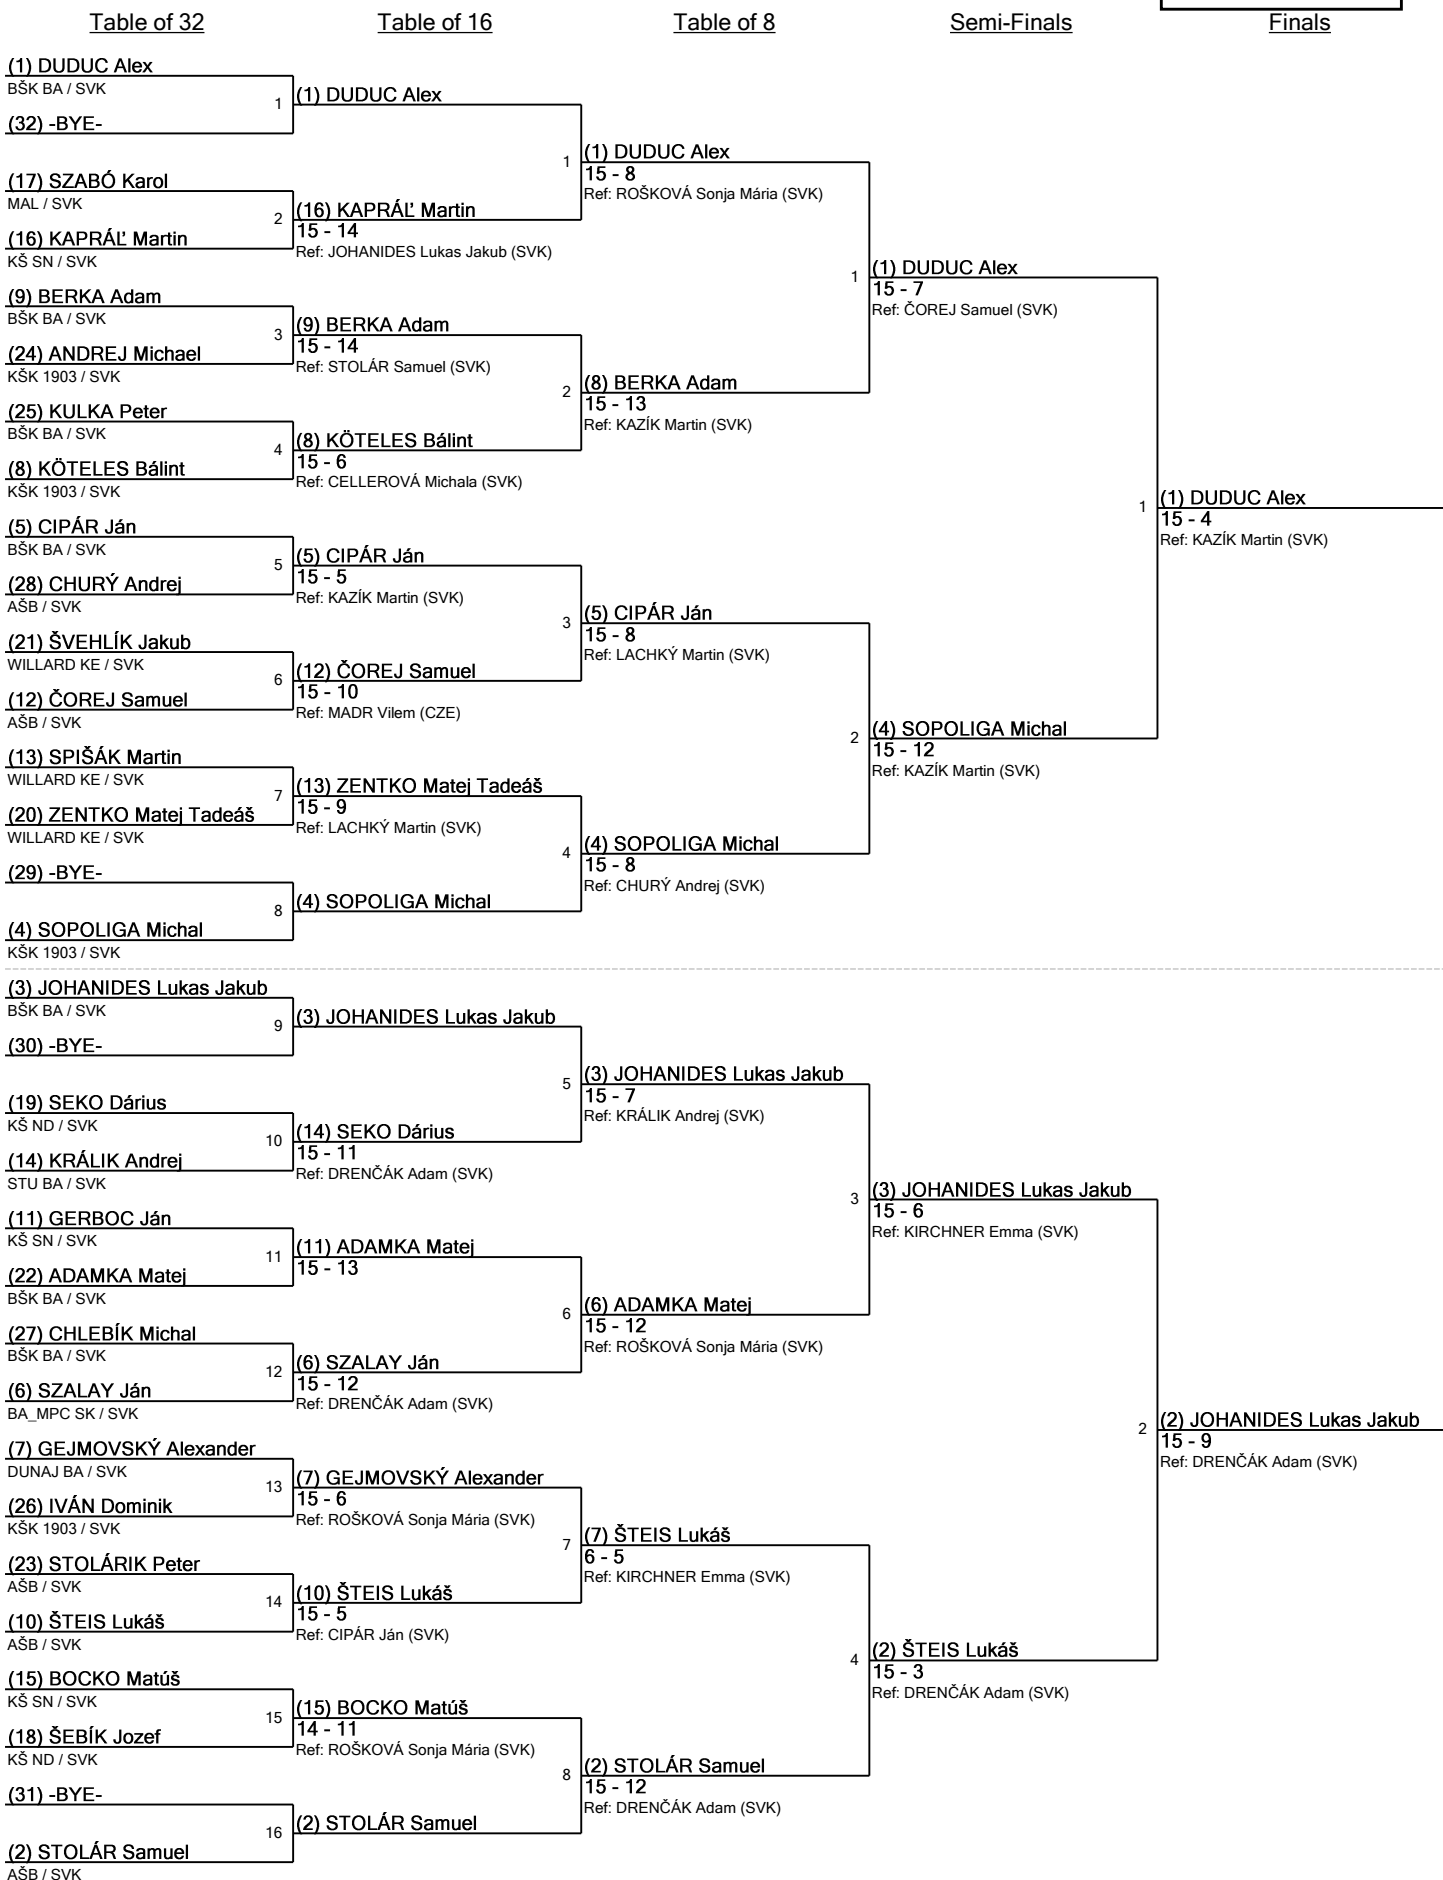 Table of 32
Table of 16
Table of 8
Semi-Finals
Finals
(1) DUDUC Alex
BŠK BA / SVK
(32) -BYE-
(17) SZABÓ Karol
MAL / SVK
(16) KAPRÁĽ Martin
KŠ SN / SVK
(9) BERKA Adam
BŠK BA / SVK
(24) ANDREJ Michael
KŠK 1903 / SVK
(25) KULKA Peter
BŠK BA / SVK
(8) KÖTELES Bálint
KŠK 1903 / SVK
(5) CIPÁR Ján
BŠK BA / SVK
(28) CHURÝ Andrej
AŠB / SVK
(21) ŠVEHLÍK Jakub
WILLARD KE / SVK
(12) ČOREJ Samuel
AŠB / SVK
(13) SPIŠÁK Martin
WILLARD KE / SVK
(20) ZENTKO Matej Tadeáš
WILLARD KE / SVK
(29) -BYE-
(4) SOPOLIGA Michal
KŠK 1903 / SVK
(3) JOHANIDES Lukas Jakub
BŠK BA / SVK
(30) -BYE-
(19) SEKO Dárius
KŠ ND / SVK
(14) KRÁLIK Andrej
STU BA / SVK
(11) GERBOC Ján
KŠ SN / SVK
(22) ADAMKA Matej
BŠK BA / SVK
(27) CHLEBÍK Michal
BŠK BA / SVK
(6) SZALAY Ján
BA_MPC SK / SVK
(7) GEJMOVSKÝ Alexander
DUNAJ BA / SVK
(26) IVÁN Dominik
KŠK 1903 / SVK
(23) STOLÁRIK Peter
AŠB / SVK
(10) ŠTEIS Lukáš
AŠB / SVK
(15) BOCKO Matúš
KŠ SN / SVK
(18) ŠEBÍK Jozef
KŠ ND / SVK
(31) -BYE-
(2) STOLÁR Samuel
AŠB / SVK
1
(1) DUDUC Alex
2
(16) KAPRÁĽ Martin
15 - 14
Ref: JOHANIDES Lukas Jakub (SVK)
3
(9) BERKA Adam
15 - 14
Ref: STOLÁR Samuel (SVK)
4
(8) KÖTELES Bálint
15 - 6
Ref: CELLEROVÁ Michala (SVK)
5
(5) CIPÁR Ján
15 - 5
Ref: KAZÍK Martin (SVK)
6
(12) ČOREJ Samuel
15 - 10
Ref: MADR Vilem (CZE)
7
(13) ZENTKO Matej Tadeáš
15 - 9
Ref: LACHKÝ Martin (SVK)
8
(4) SOPOLIGA Michal
9
(3) JOHANIDES Lukas Jakub
10
(14) SEKO Dárius
15 - 11
Ref: DRENČÁK Adam (SVK)
11
(11) ADAMKA Matej
15 - 13
12
(6) SZALAY Ján
15 - 12
Ref: DRENČÁK Adam (SVK)
13
(7) GEJMOVSKÝ Alexander
15 - 6
Ref: ROŠKOVÁ Sonja Mária (SVK)
14
(10) ŠTEIS Lukáš
15 - 5
Ref: CIPÁR Ján (SVK)
15
(15) BOCKO Matúš
14 - 11
Ref: ROŠKOVÁ Sonja Mária (SVK)
16
(2) STOLÁR Samuel
1
(1) DUDUC Alex
15 - 8
Ref: ROŠKOVÁ Sonja Mária (SVK)
2
(8) BERKA Adam
15 - 13
Ref: KAZÍK Martin (SVK)
3
(5) CIPÁR Ján
15 - 8
Ref: LACHKÝ Martin (SVK)
4
(4) SOPOLIGA Michal
15 - 8
Ref: CHURÝ Andrej (SVK)
5
(3) JOHANIDES Lukas Jakub
15 - 7
Ref: KRÁLIK Andrej (SVK)
6
(6) ADAMKA Matej
15 - 12
Ref: ROŠKOVÁ Sonja Mária (SVK)
7
(7) ŠTEIS Lukáš
6 - 5
Ref: KIRCHNER Emma (SVK)
8
(2) STOLÁR Samuel
15 - 12
Ref: DRENČÁK Adam (SVK)
1
(1) DUDUC Alex
15 - 7
Ref: ČOREJ Samuel (SVK)
2
(4) SOPOLIGA Michal
15 - 12
Ref: KAZÍK Martin (SVK)
3
(3) JOHANIDES Lukas Jakub
15 - 6
Ref: KIRCHNER Emma (SVK)
4
(2) ŠTEIS Lukáš
15 - 3
Ref: DRENČÁK Adam (SVK)
1
(1) DUDUC Alex
15 - 4
Ref: KAZÍK Martin (SVK)
2
(2) JOHANIDES Lukas Jakub
15 - 9
Ref: DRENČÁK Adam (SVK)